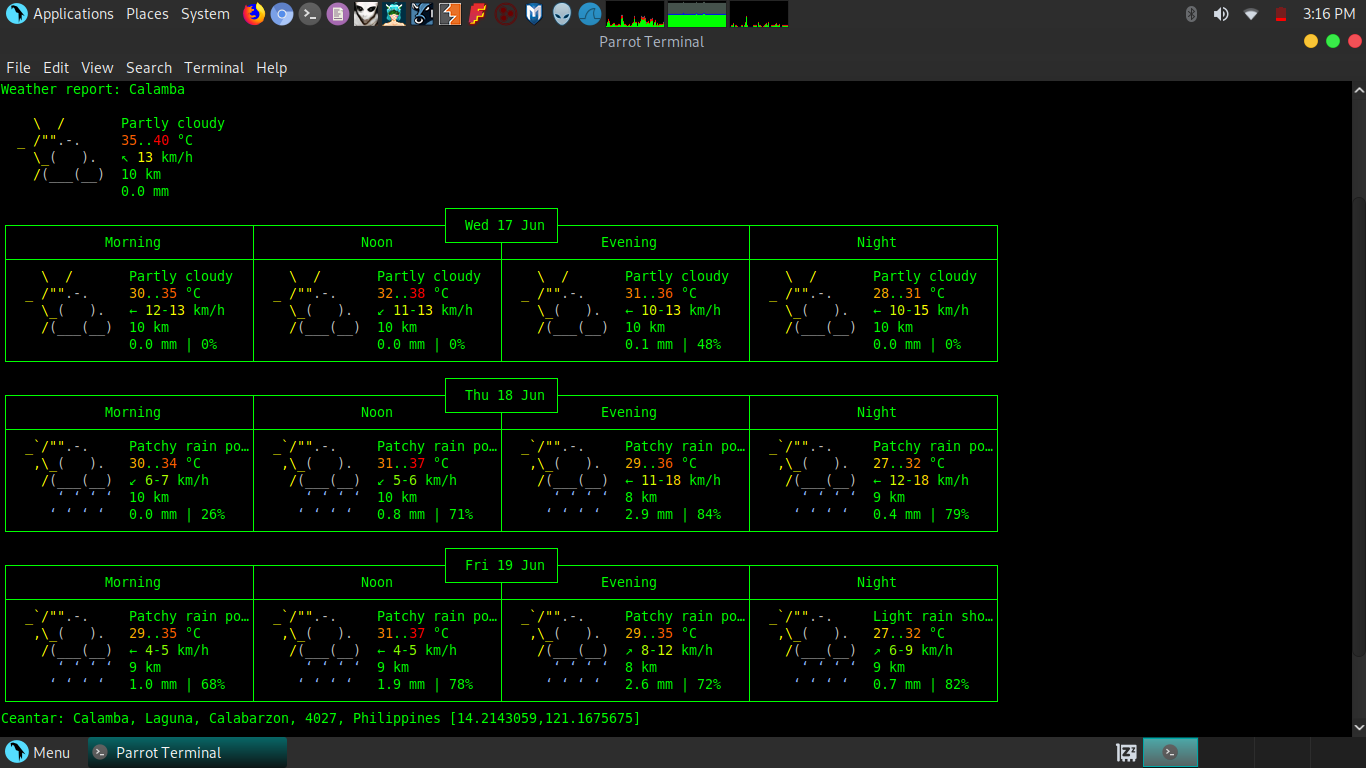 Applications Places System 3:16 PM
Parrot Terminal
File Edit View Search Terminal Help
Weather report: Calamba
Partly cloudy
35..40 °C
↖ 13 km/h
10 km
0.0 mm
Wed 17 Jun
Morning Noon Evening Night
Partly cloudy Partly cloudy Partly cloudy Partly cloudy
30..35 °C 32..38 °C 31..36 °C 28..31 °C
← 12-13 km/h ↙ 11-13 km/h ← 10-13 km/h ← 10-15 km/h
10 km 10 km 10 km 10 km
0.0 mm | 0% 0.0 mm | 0% 0.1 mm | 48% 0.0 mm | 0%
Thu 18 Jun
Morning Noon Evening Night
Patchy rain po… Patchy rain po… Patchy rain po… Patchy rain po…
30..34 °C 31..37 °C 29..36 °C 27..32 °C
↙ 6-7 km/h ↙ 5-6 km/h ← 11-18 km/h ← 12-18 km/h
10 km 10 km 8 km 9 km
0.0 mm | 26% 0.8 mm | 71% 2.9 mm | 84% 0.4 mm | 79%
Fri 19 Jun
Morning Noon Evening Night
Patchy rain po… Patchy rain po… Patchy rain po… Light rain sho…
29..35 °C 31..37 °C 29..35 °C 27..32 °C
← 4-5 km/h ← 4-5 km/h ↗ 8-12 km/h ↗ 6-9 km/h
9 km 9 km 8 km 9 km
1.0 mm | 68% 1.9 mm | 78% 2.6 mm | 72% 0.7 mm | 82%
Ceantar: Calamba, Laguna, Calabarzon, 4027, Philippines [14.2143059,121.1675675]
Menu Parrot Terminal